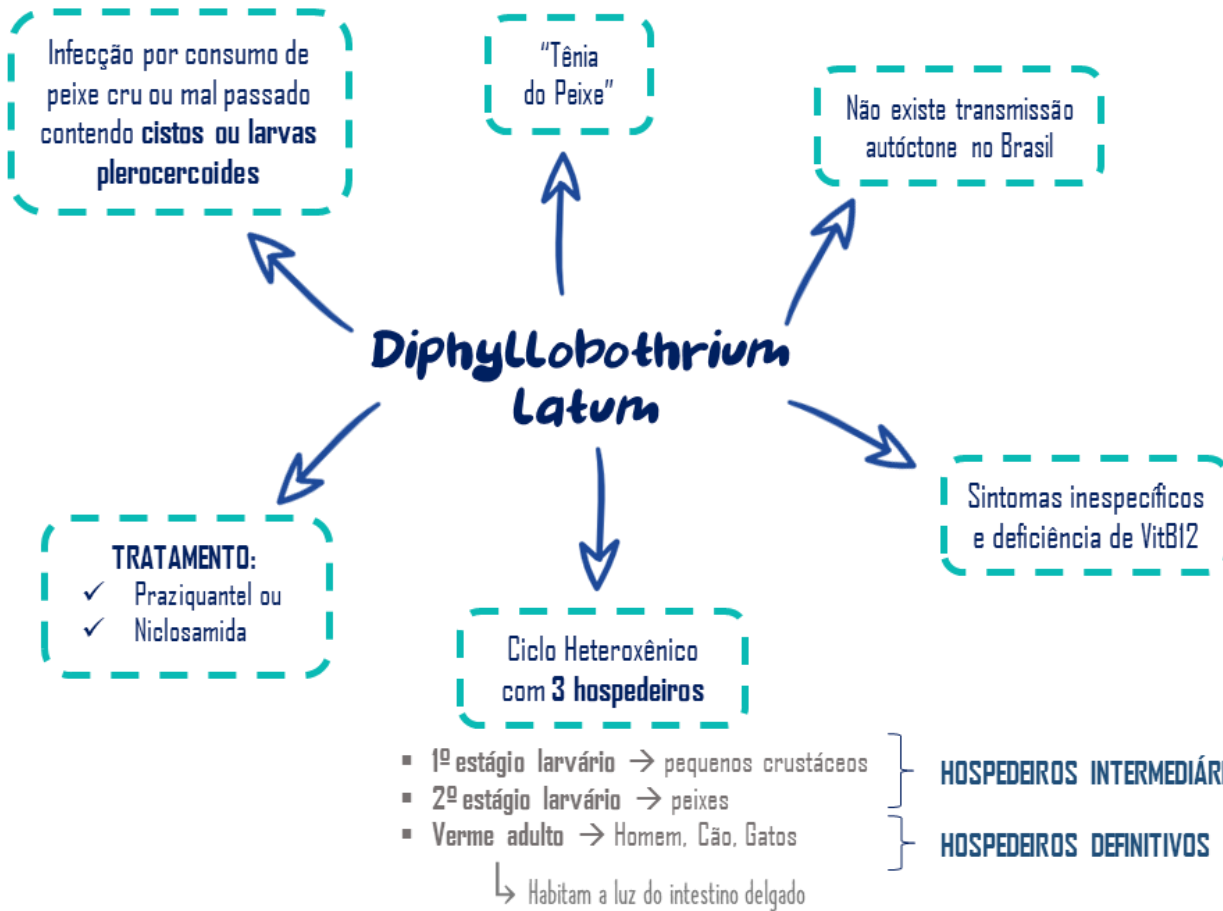 Infecção por consumo de
peixe cru ou mal passado
contendo cistos ou larvas
plerocercoides
“Tênia
do Peixe”
Não existe transmissão
autóctone no Brasil
Diphyllobothrium
Latum
Sintomas inespecíficos
e deficiência de VitB12
TRATAMENTO:
✓ Praziquantel ou
✓ Niclosamida
Ciclo Heteroxênico
com 3 hospedeiros
▪ 1º estágio larvário → pequenos crustáceos
▪ 2º estágio larvário → peixes
HOSPEDEIROS
▪ Verme adulto → Homem, Cão, Gatos
HOSPEDEIROS DEFINITIVOS
Habitam a luz do intestino delgado